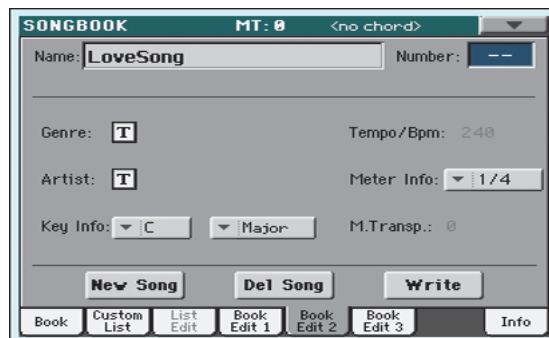 SONGBOOK MT:0 <no chord>
Name: LoveSong Number: --
Genre: T Tempo/Bpm: 240
Artist: T Meter Info: 1/4
Key Info: C Major M.Transp.: 0
New Song Del Song Write
Book Custom List List Edit Book Edit 1 Book Edit 2 Book Edit 3 Info